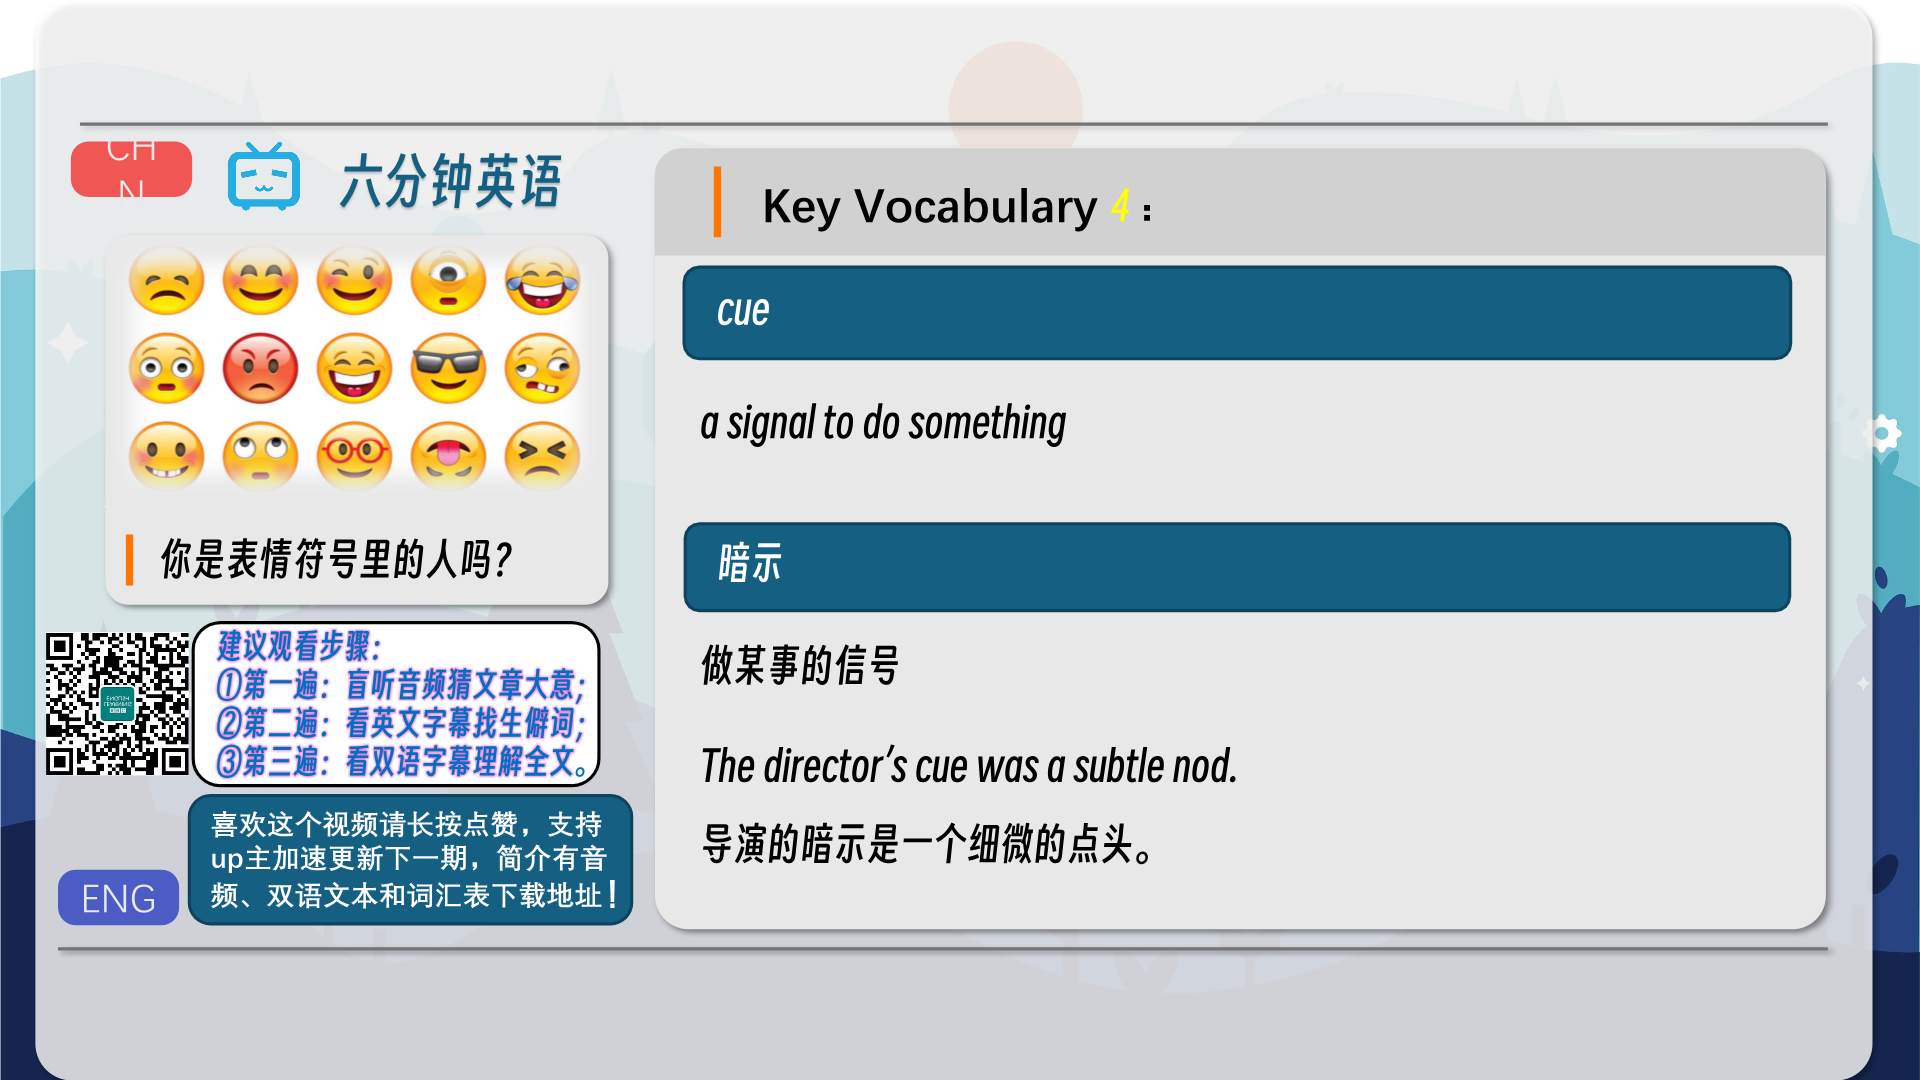 CH
N
六分钟英语
你是表情符号里的人吗？
建议观看步骤：
①第一遍：盲听音频猜文章大意；
②第二遍：看英文字幕找生僻词；
③第三遍：看双语字幕理解全文。
喜欢这个视频请长按点赞，支持
up主加速更新下一期，简介有音
频、双语文本和词汇表下载地址！
ENG
Key Vocabulary 4：
cue
a signal to do something
暗示
做某事的信号
The director’s cue was a subtle nod.
导演的暗示是一个细微的点头。